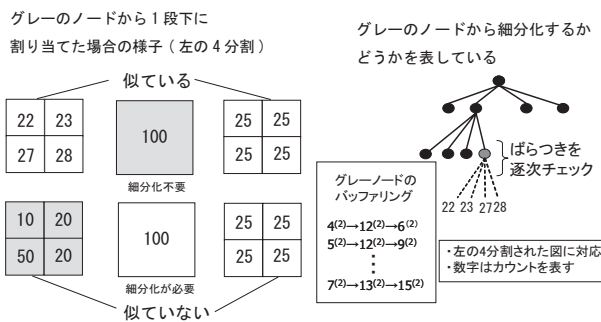 グレーのノードから1段下に
割り当てた場合の様子(左の4分割)
似ている
22 23
27 28
100
細分化不要
25 25
25 25
10 20
50 20
100
細分化が必要
25 25
25 25
似ていない
グレーのノードから細分化するか
どうかを表している
ばらつきを
逐次チェック
22 23 27 28
グレーノードの
バッファリング
4⁽²⁾→12⁽²⁾→6⁽²⁾
5⁽²⁾→12⁽²⁾→9⁽²⁾
⋮
7⁽²⁾→13⁽²⁾→15⁽²⁾
・左の4分割された図に対応
・数字はカウントを表す